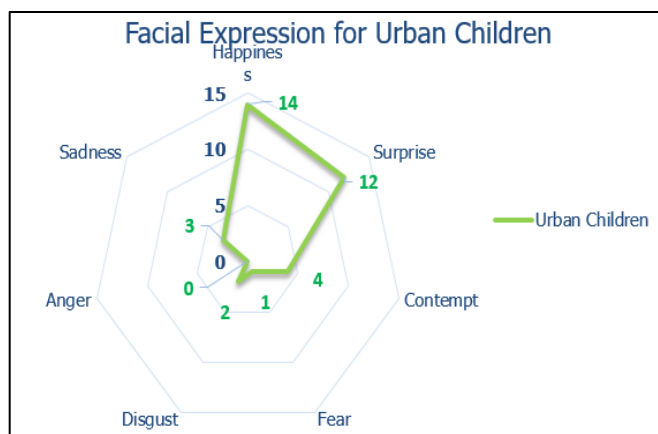 Facial Expression for Urban Children
Happines
s
15
14
Sadness
Surprise
10
12
5
3
Urban Children
0
4
Anger
0
Contempt
2
1
Disgust
Fear